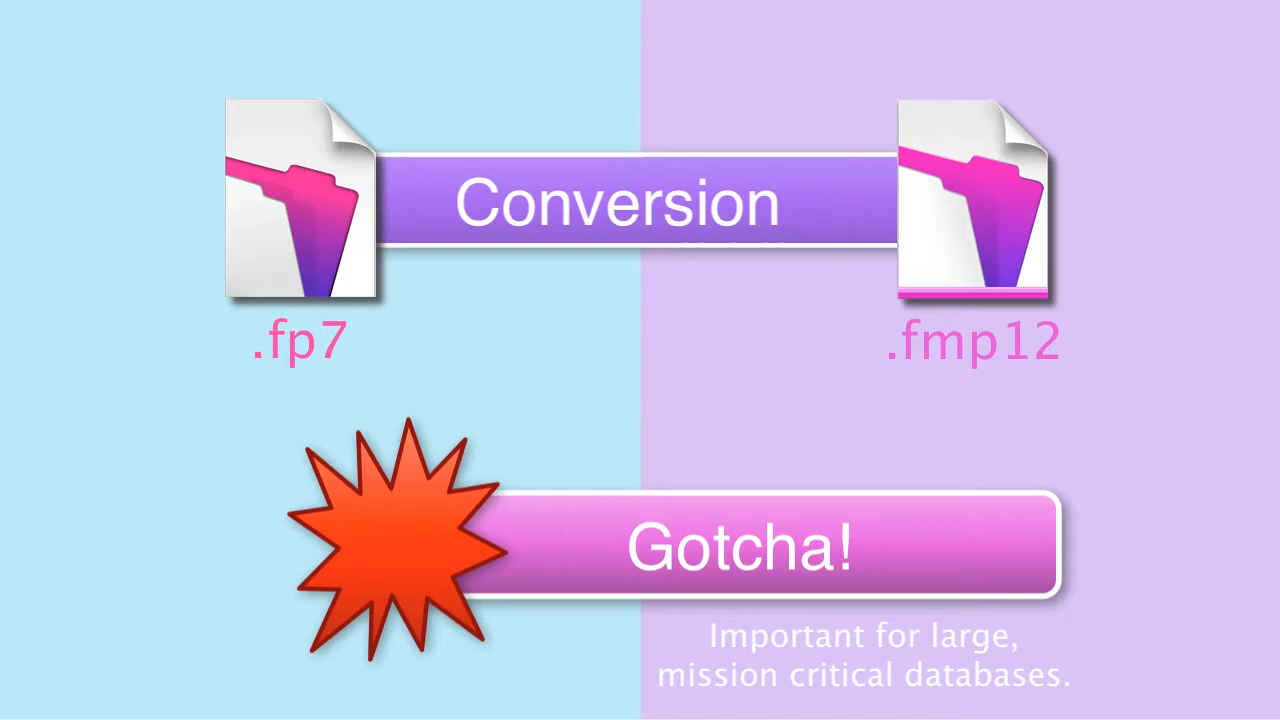 Conversion
.fp7
.fmp12
Gotcha!
Important for large,
mission critical databases.